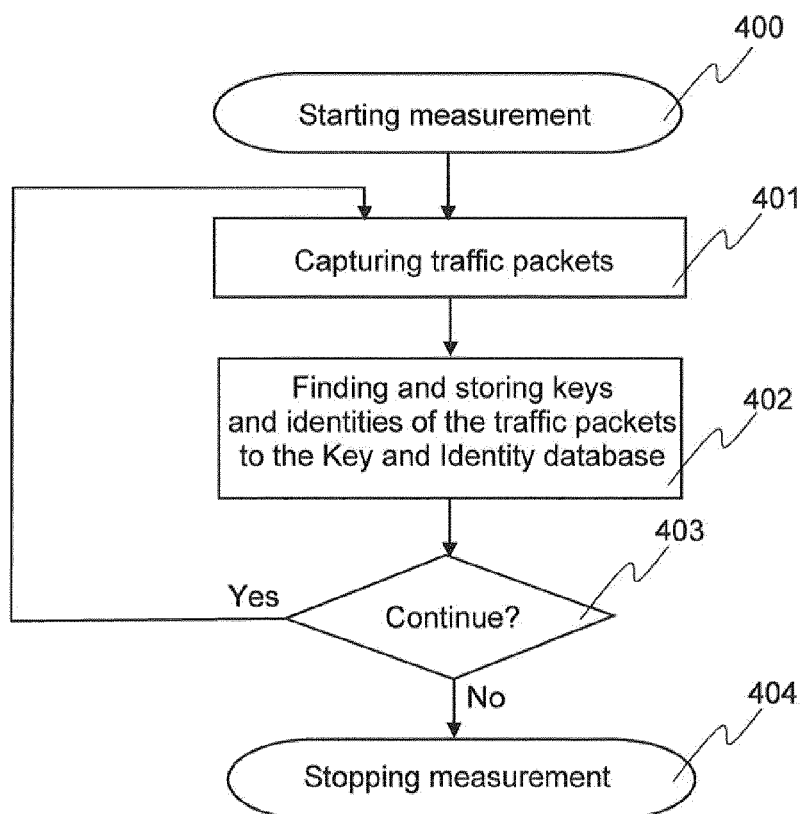 400
Starting measurement
401
Capturing traffic packets
Finding and storing keys
and identities of the traffic packets
to the Key and Identity database
402
403
Yes
Continue?
No
404
Stopping measurement